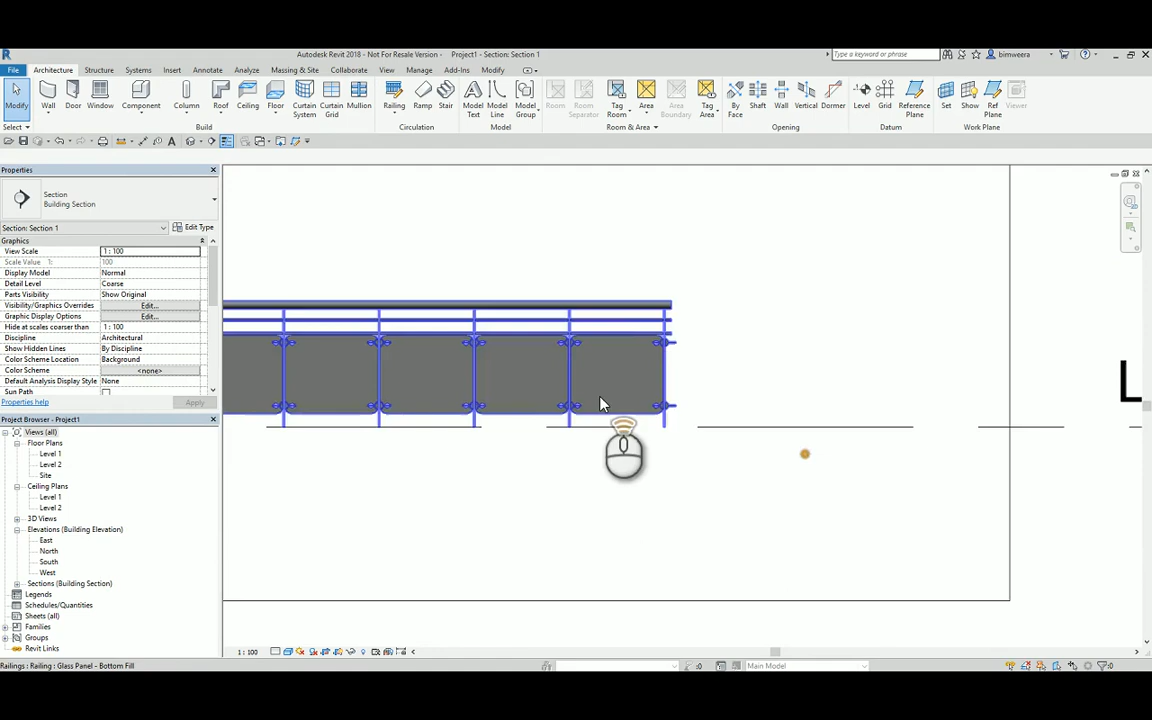 Autodesk Revit 2018 - Not For Resale Version - Project1 - Section: Section 1
Type a keyword or phrase
bimweera
File Architecture Structure Systems Insert Annotate Analyze Massing & Site Collaborate View Manage Add-Ins Modify
Modify Wall Door Window Component Column Roof Ceiling Floor Curtain System Curtain Grid Mullion Railing Ramp Stair Model Text Model Line Model Group Room Room Separator Tag Room Area Area Boundary Tag Area By Face Shaft Wall Vertical Dormer Level Grid Reference Plane Set Show Ref Plane Viewer
Select Build Circulation Model Room & Area Opening Datum Work Plane
Properties
Section
Building Section
Section: Section 1 Edit Type
Graphics
View Scale 1 : 100
Scale Value 1: 100
Display Model Normal
Detail Level Coarse
Parts Visibility Show Original
Visibility/Graphics Overrides Edit...
Graphic Display Options Edit...
Hide at scales coarser than 1 : 100
Discipline Architectural
Show Hidden Lines By Discipline
Color Scheme Location Background
Color Scheme <none>
Default Analysis Display Style None
Sun Path
Properties help Apply
Project Browser - Project1
Views (all)
Floor Plans
Level 1
Level 2
Site
Ceiling Plans
Level 1
Level 2
3D Views
Elevations (Building Elevation)
East
North
South
West
Sections (Building Section)
Legends
Schedules/Quantities
Sheets (all)
Families
Groups
Revit Links
L
1 : 100
Railings : Railing : Glass Panel - Bottom Fill
:0 Main Model :0